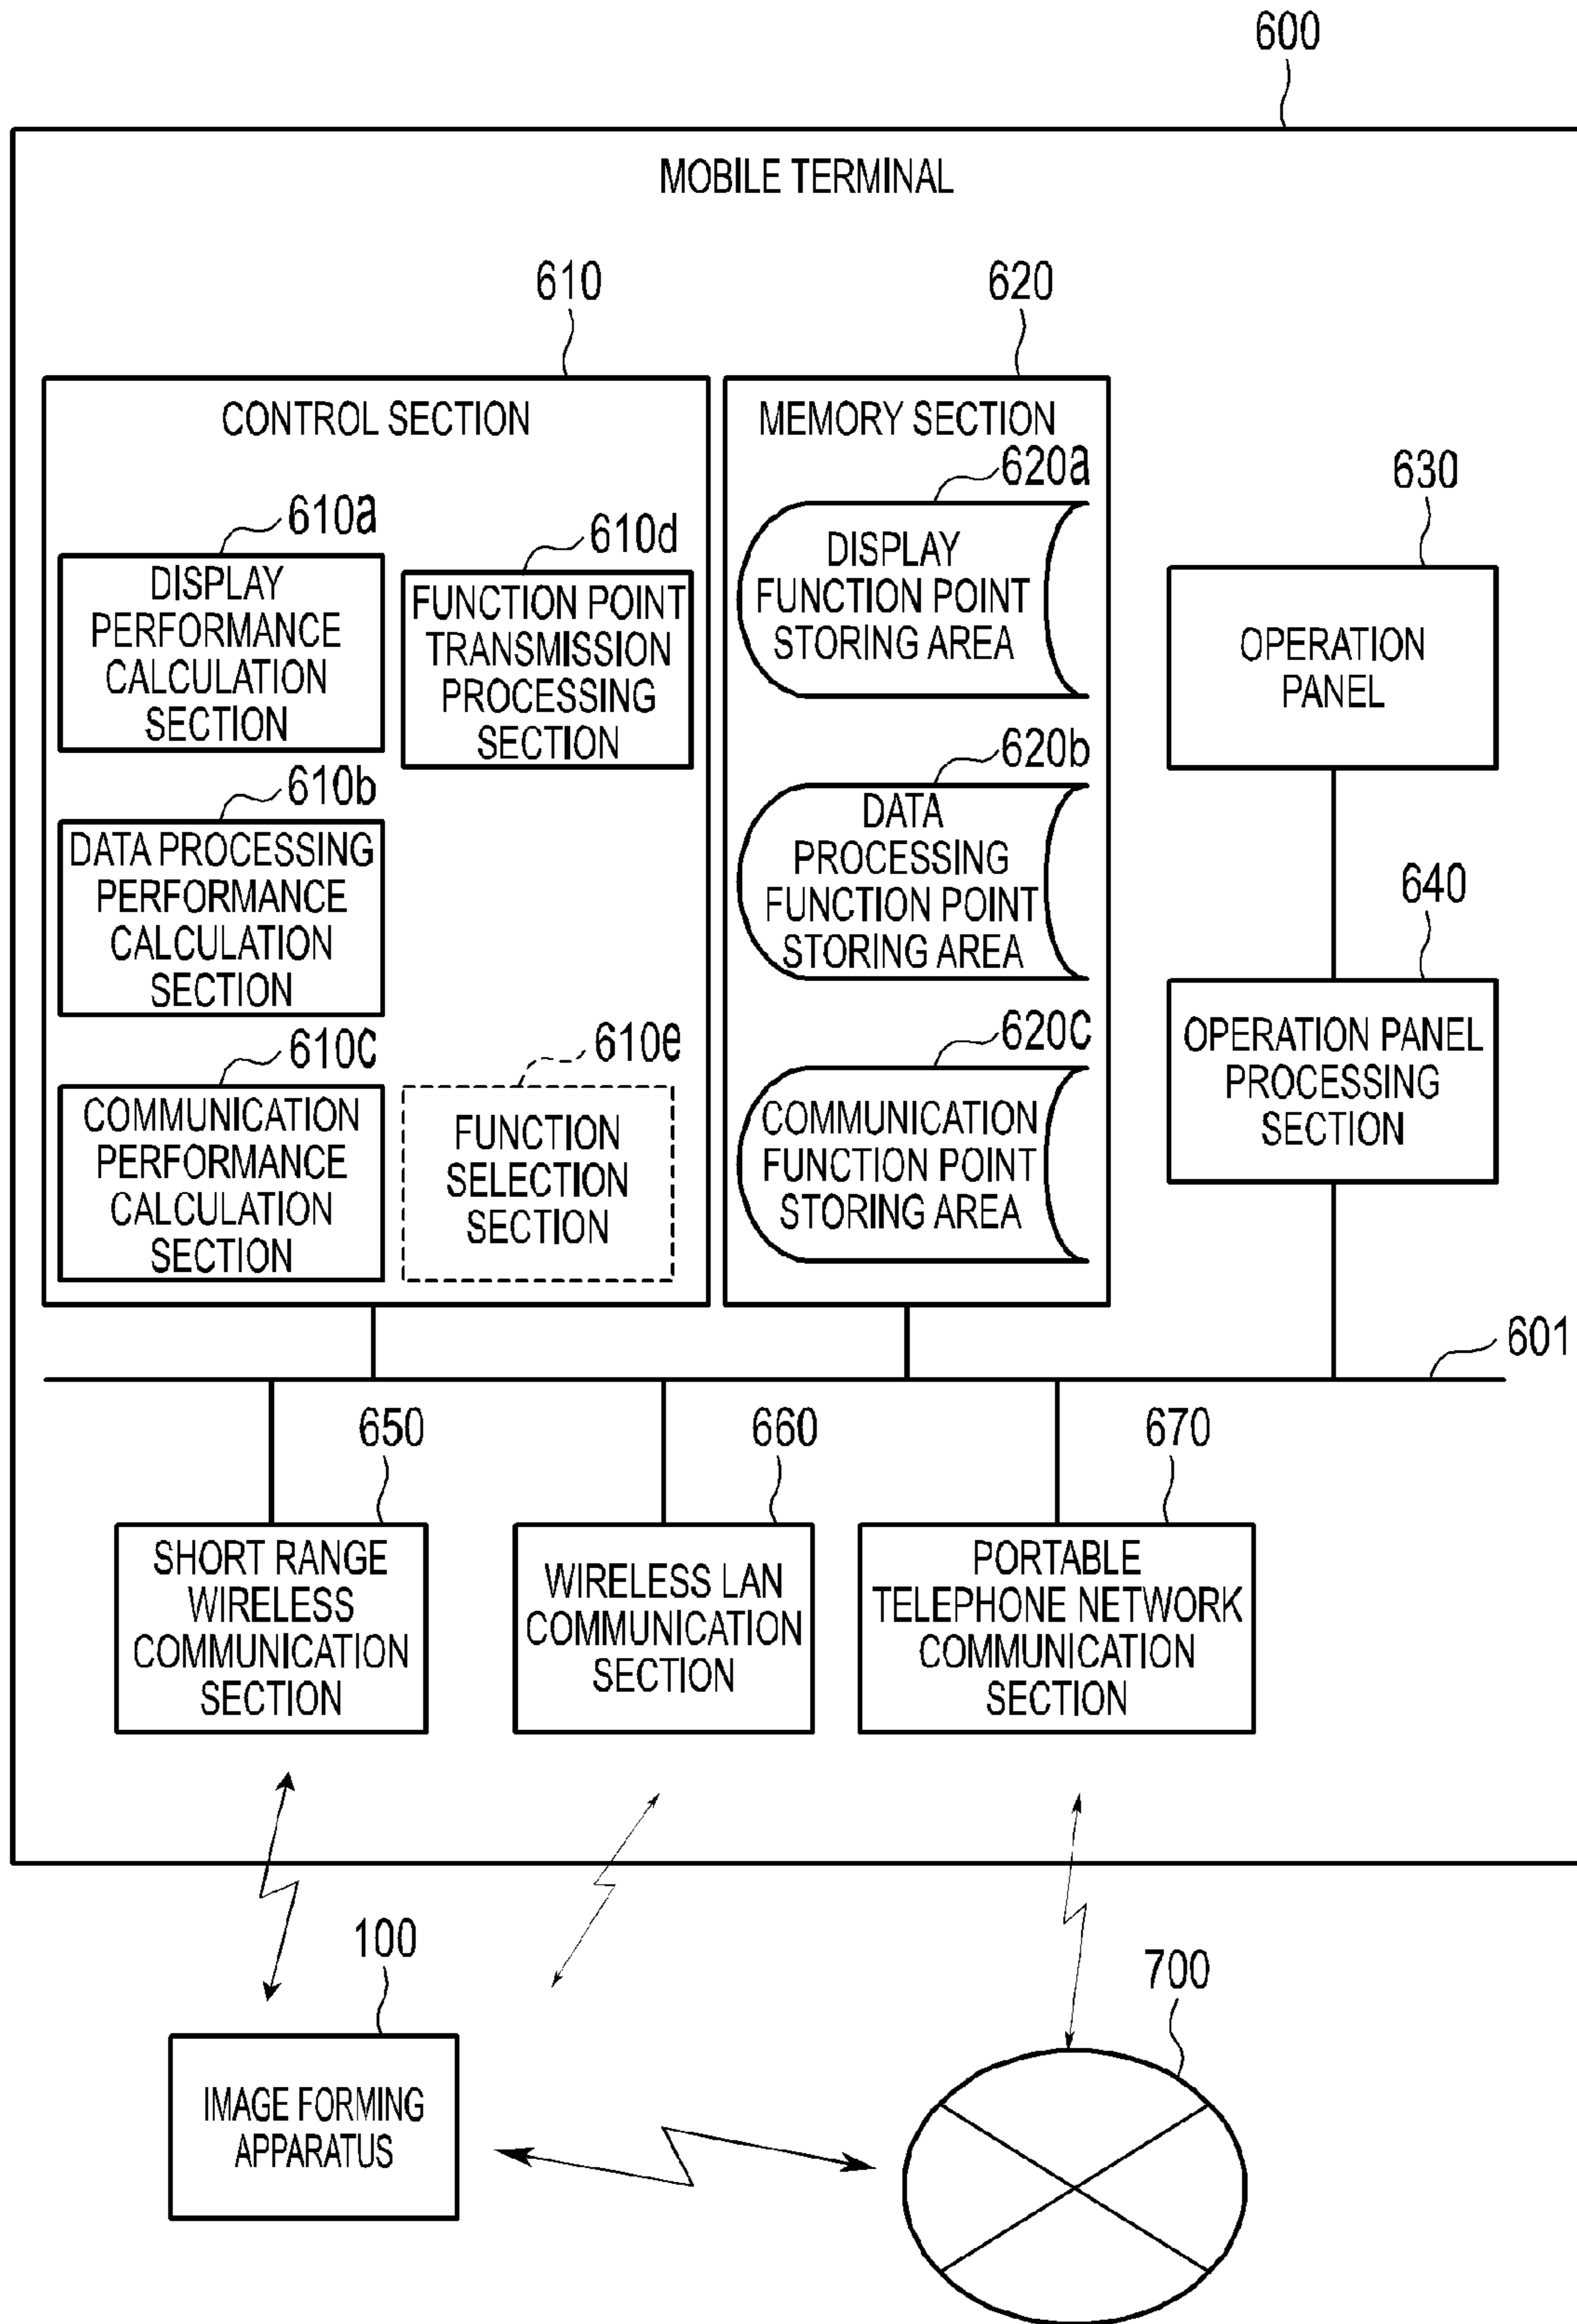 600
MOBILE TERMINAL
610
620
CONTROL SECTION
MEMORY SECTION
610a
DISPLAY
PERFORMANCE
CALCULATION
SECTION
610d
FUNCTION POINT
TRANSMISSION
PROCESSING
SECTION
610b
DATA PROCESSING
PERFORMANCE
CALCULATION
SECTION
610c
COMMUNICATION
PERFORMANCE
CALCULATION
SECTION
610e
FUNCTION
SELECTION
SECTION
620a
DISPLAY
FUNCTION POINT
STORING AREA
620b
DATA
PROCESSING
FUNCTION POINT
STORING AREA
620c
COMMUNICATION
FUNCTION POINT
STORING AREA
630
OPERATION
PANEL
640
OPERATION PANEL
PROCESSING
SECTION
601
650
SHORT RANGE
WIRELESS
COMMUNICATION
SECTION
660
WIRELESS LAN
COMMUNICATION
SECTION
670
PORTABLE
TELEPHONE NETWORK
COMMUNICATION
SECTION
100
IMAGE FORMING
APPARATUS
700